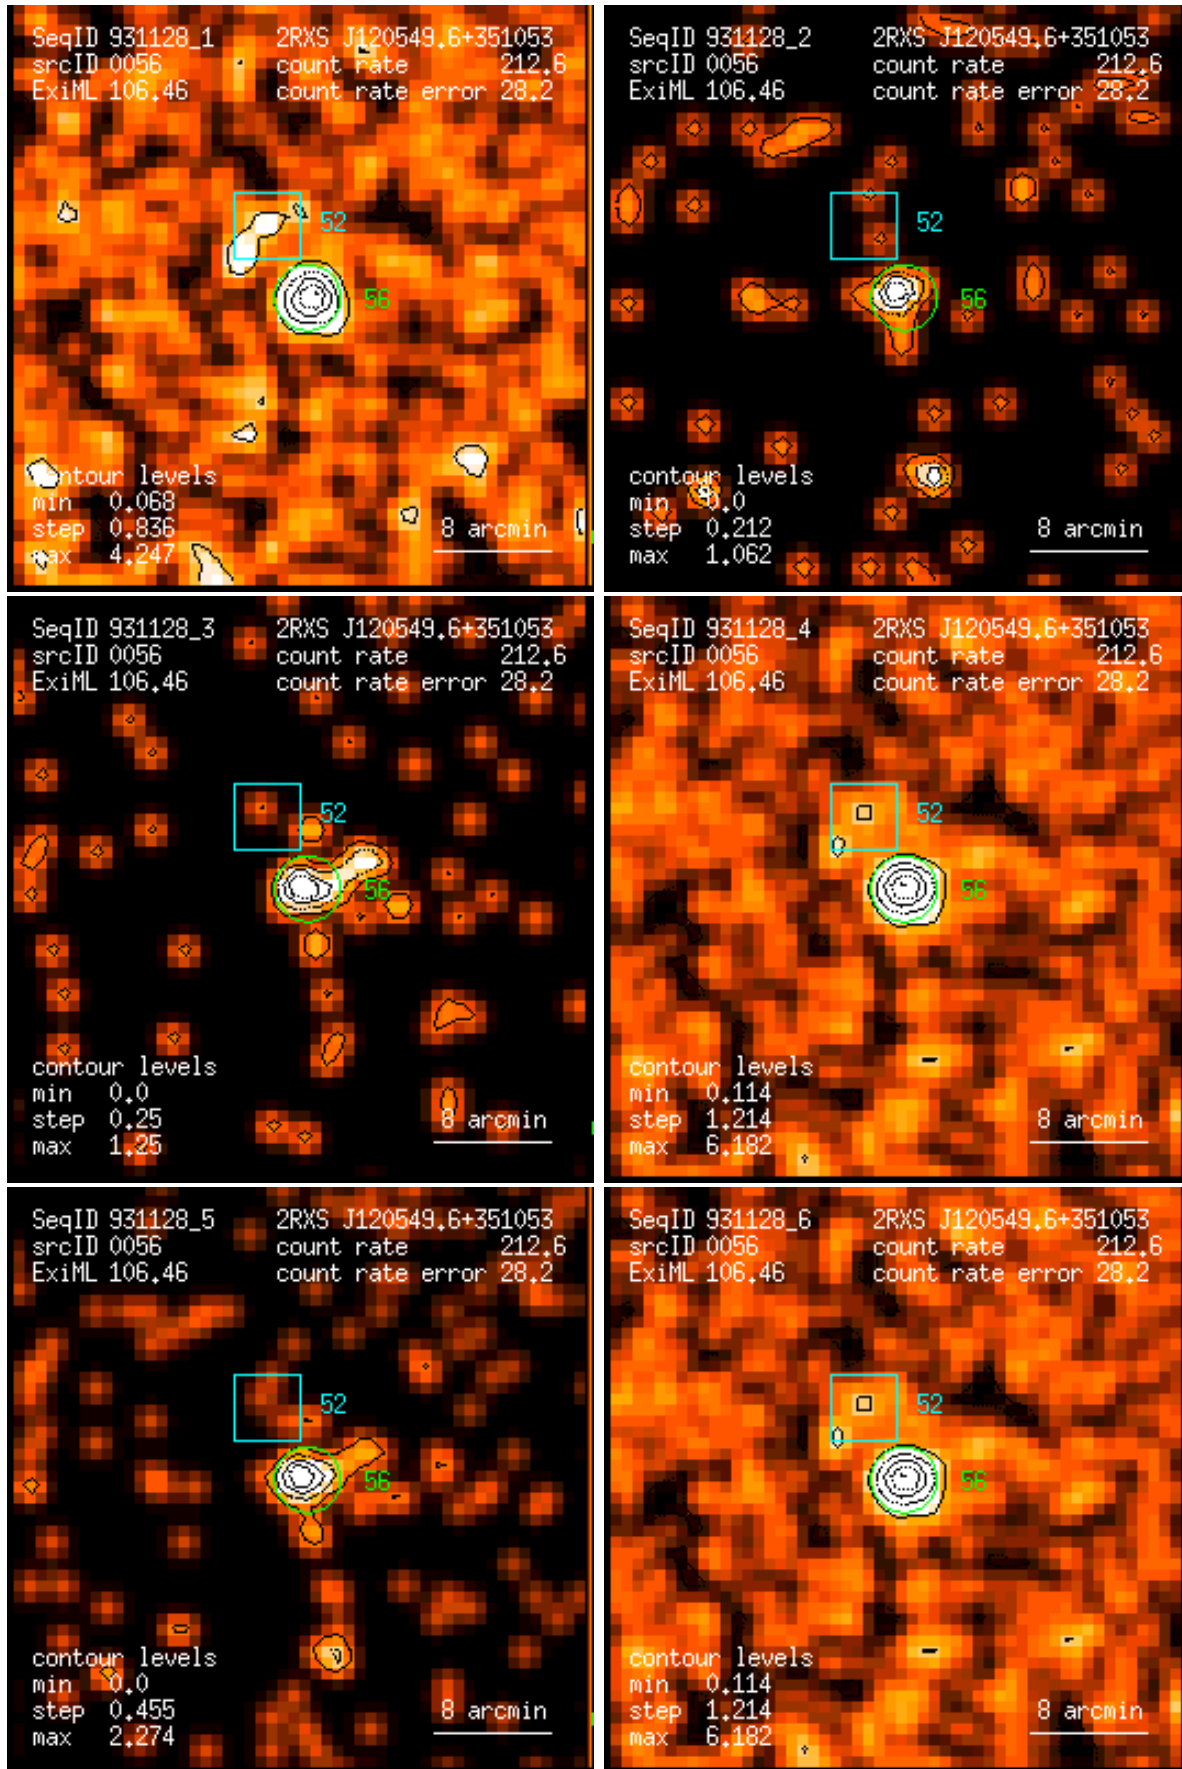 SeqID 931128_1 2RXS J120549.6+351053
srcID 0056 count rate 212.6
ExiML 106.46 count rate error 28.2
52
56
contour levels
min 0.068
step 0.836 8 arcmin
max 4.247
SeqID 931128_2 2RXS J120549.6+351053
srcID 0056 count rate 212.6
ExiML 106.46 count rate error 28.2
52
56
contour levels
min 0.0
step 0.212 8 arcmin
max 1.062
SeqID 931128_3 2RXS J120549.6+351053
srcID 0056 count rate 212.6
ExiML 106.46 count rate error 28.2
52
56
contour levels
min 0.0
step 0.25 8 arcmin
max 1.25
SeqID 931128_4 2RXS J120549.6+351053
srcID 0056 count rate 212.6
ExiML 106.46 count rate error 28.2
52
56
contour levels
min 0.114
step 1.214 8 arcmin
max 6.182
SeqID 931128_5 2RXS J120549.6+351053
srcID 0056 count rate 212.6
ExiML 106.46 count rate error 28.2
52
56
contour levels
min 0.0
step 0.455 8 arcmin
max 2.274
SeqID 931128_6 2RXS J120549.6+351053
srcID 0056 count rate 212.6
ExiML 106.46 count rate error 28.2
52
56
contour levels
min 0.114
step 1.214 8 arcmin
max 6.182